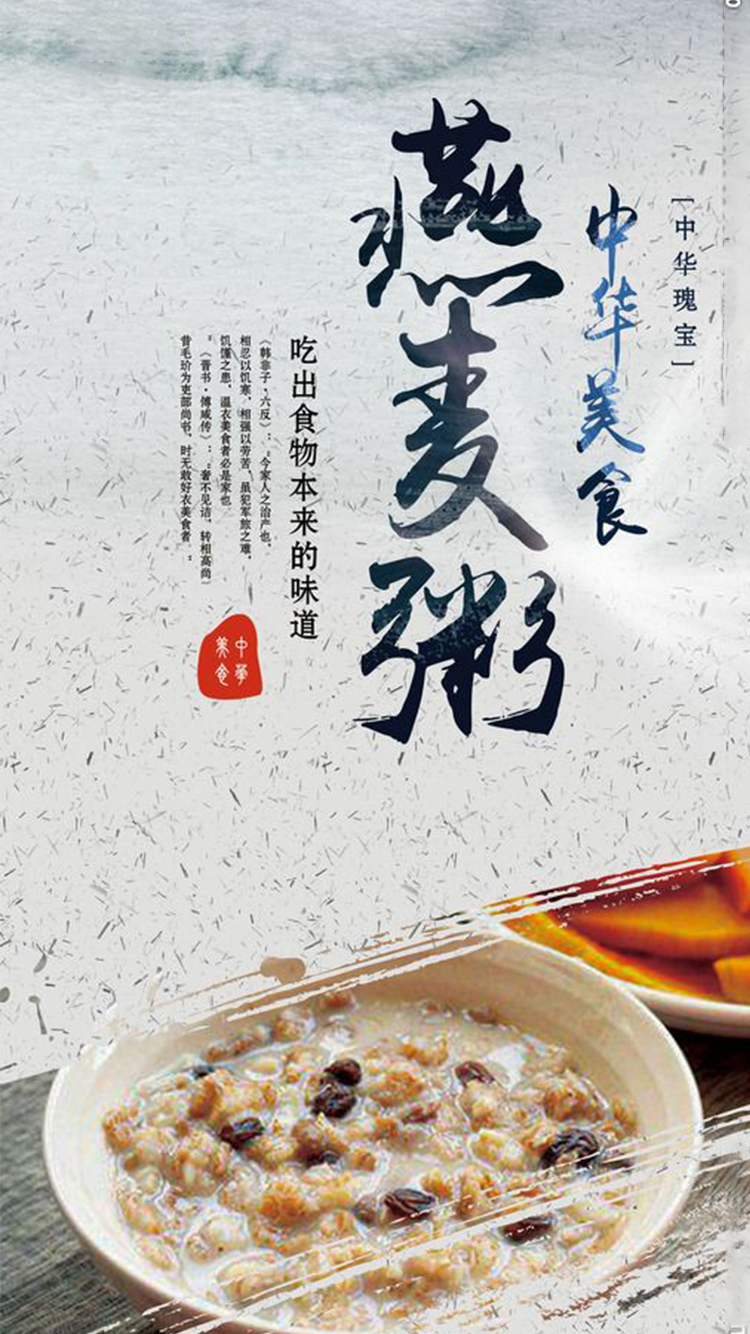 [中华瑰宝]
中华美食
燕麦粥
吃出食物本来的味道
《韩非子·六反》：“今家人之治产也，
相忍以饥寒，相强以劳苦，虽犯军旅之难，
饥馑之患，温衣美食者必是家也
。”《晋书·傅咸传》：“奢不见诘，转相高尚
昔毛玠为吏部尚书，时无敢好衣美食者。”
中华
美食